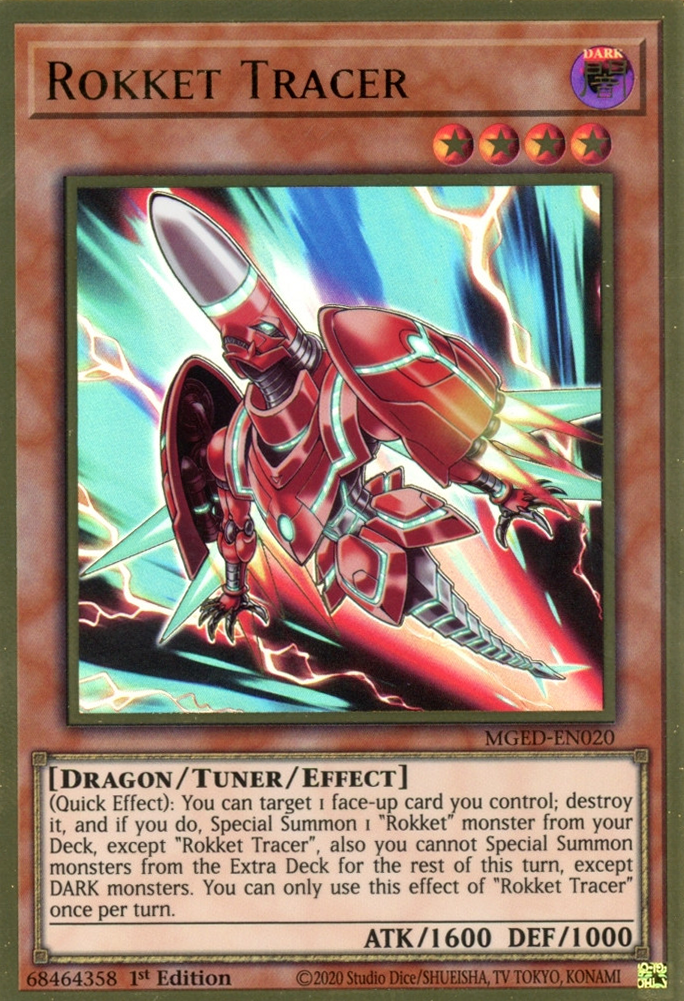 Rokket Tracer
DARK
闇
MGED-EN020
[Dragon/Tuner/Effect]
(Quick Effect): You can target 1 face-up card you control; destroy
it, and if you do, Special Summon 1 "Rokket" monster from your
Deck, except "Rokket Tracer", also you cannot Special Summon
monsters from the Extra Deck for the rest of this turn, except
DARK monsters. You can only use this effect of "Rokket Tracer"
once per turn.
ATK/1600 DEF/1000
68464358 1st Edition
©2020 Studio Dice/SHUEISHA, TV TOKYO, KONAMI